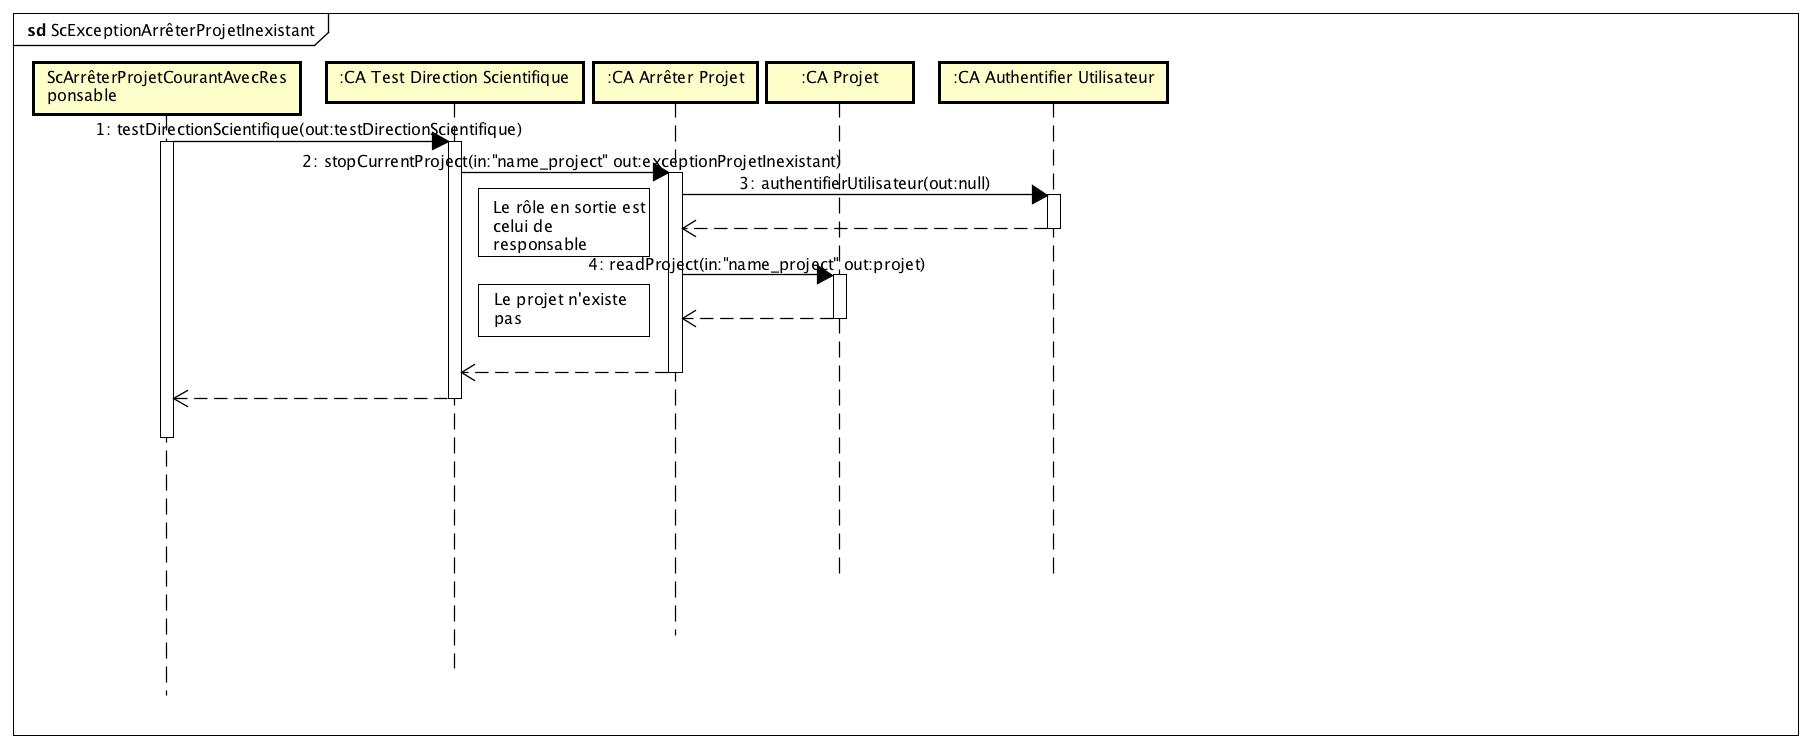 sd ScExceptionArrêterProjetInexistant
ScArrêterProjetCourantAvecRes
ponsable
:CA Test Direction Scientifique
:CA Arrêter Projet
:CA Projet
:CA Authentifier Utilisateur
1: testDirectionScientifique(out:testDirectionScientifique)
2: stopCurrentProject(in:"name_project" out:exceptionProjetInexistant)
3: authentifierUtilisateur(out:null)
Le rôle en sortie est
celui de
responsable
4: readProject(in:"name_project" out:projet)
Le projet n'existe
pas